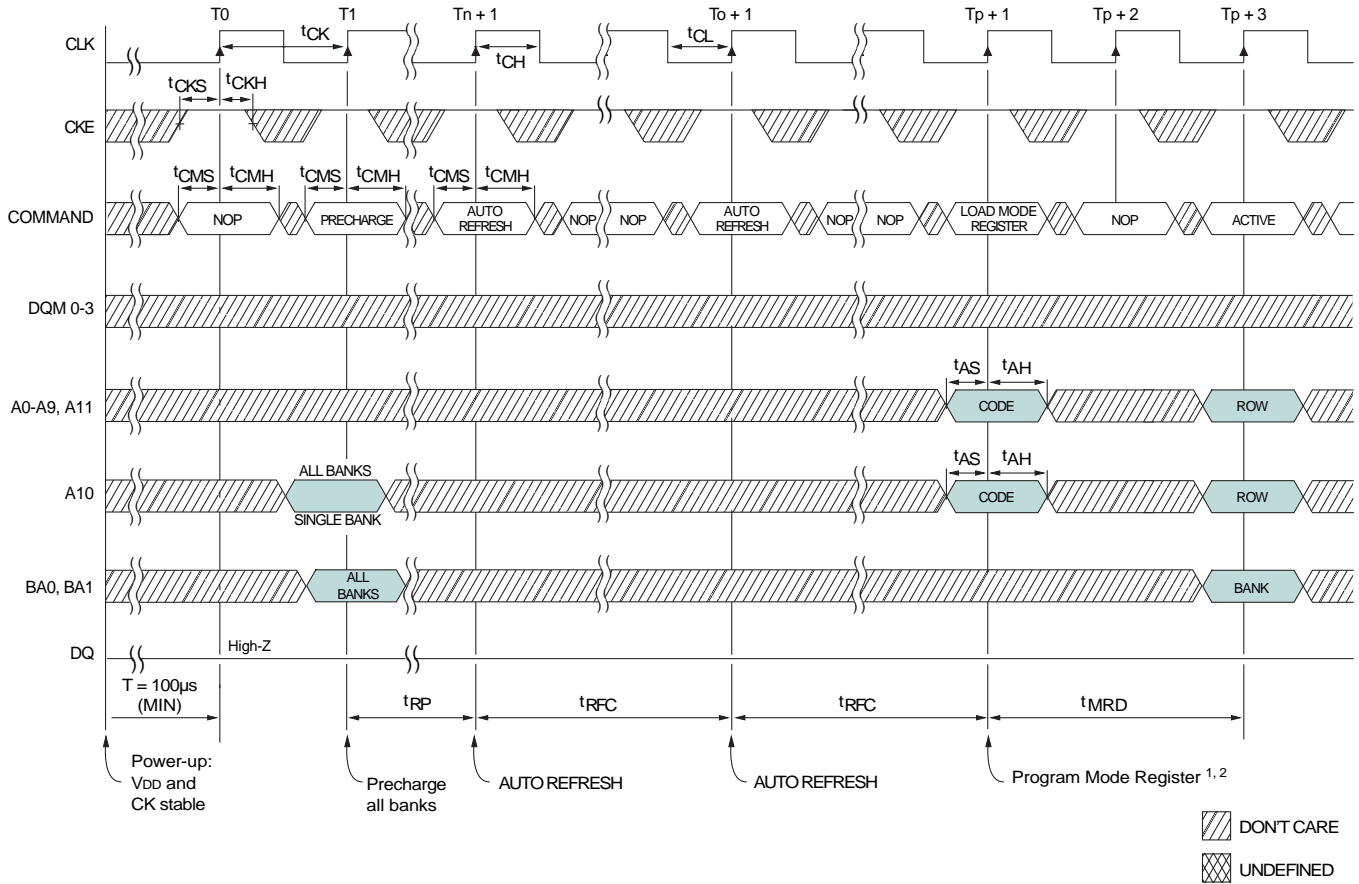 T0 T1 Tn + 1 To + 1 Tp + 1 Tp + 2 Tp + 3
CLK tCK tCH tCL
tCKS tCKH
CKE
tCMS tCMH tCMS tCMH tCMS tCMH
COMMAND NOP PRECHARGE AUTO REFRESH NOP NOP AUTO REFRESH NOP NOP LOAD MODE REGISTER NOP ACTIVE
DQM 0-3
tAS tAH
A0-A9, A11 CODE ROW
ALL BANKS tAS tAH
A10 CODE ROW
SINGLE BANK
BA0, BA1 ALL BANKS BANK
DQ High-Z
T = 100µs
(MIN)
tRP tRFC tRFC tMRD
Power-up:
VDD and
CK stable
Precharge
all banks
AUTO REFRESH
AUTO REFRESH
Program Mode Register 1, 2
DON'T CARE
UNDEFINED